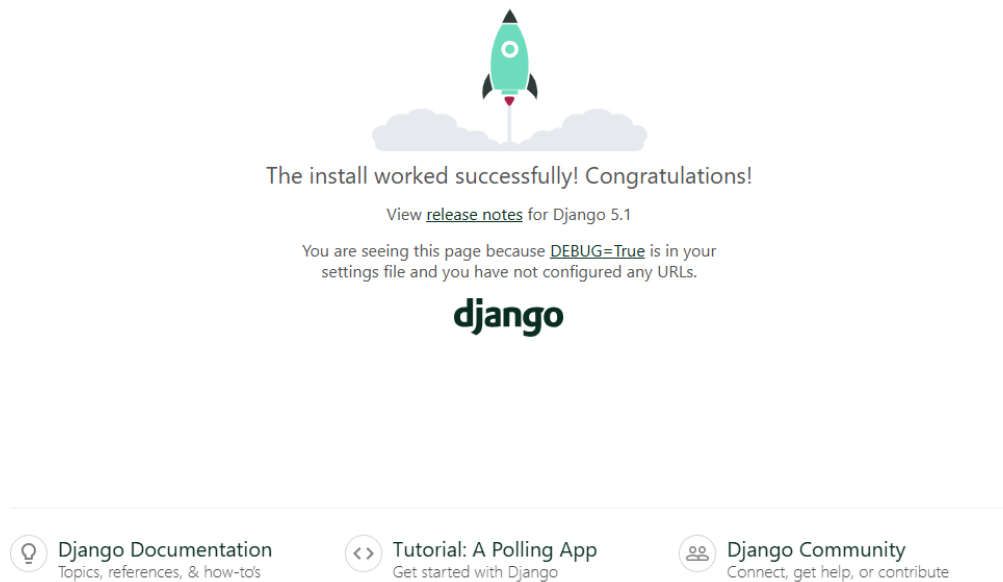 The install worked successfully! Congratulations!
View release notes for Django 5.1
You are seeing this page because DEBUG=True is in your
settings file and you have not configured any URLs.
django
Django Documentation
Topics, references, & how-to's
Tutorial: A Polling App
Get started with Django
Django Community
Connect, get help, or contribute